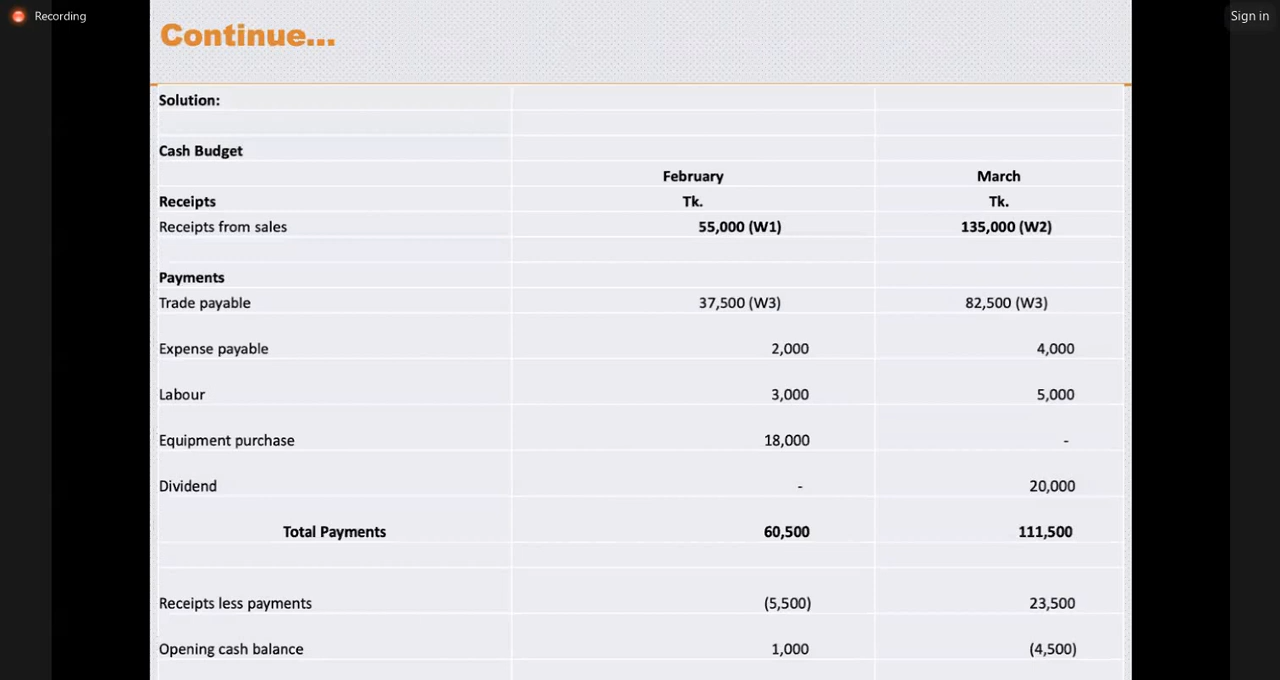 Recording
Sign in
Continue...
Solution:
Cash Budget
February March
Receipts Tk. Tk.
Receipts from sales 55,000 (W1) 135,000 (W2)
Payments
Trade payable 37,500 (W3) 82,500 (W3)
Expense payable 2,000 4,000
Labour 3,000 5,000
Equipment purchase 18,000 -
Dividend - 20,000
Total Payments 60,500 111,500
Receipts less payments (5,500) 23,500
Opening cash balance 1,000 (4,500)